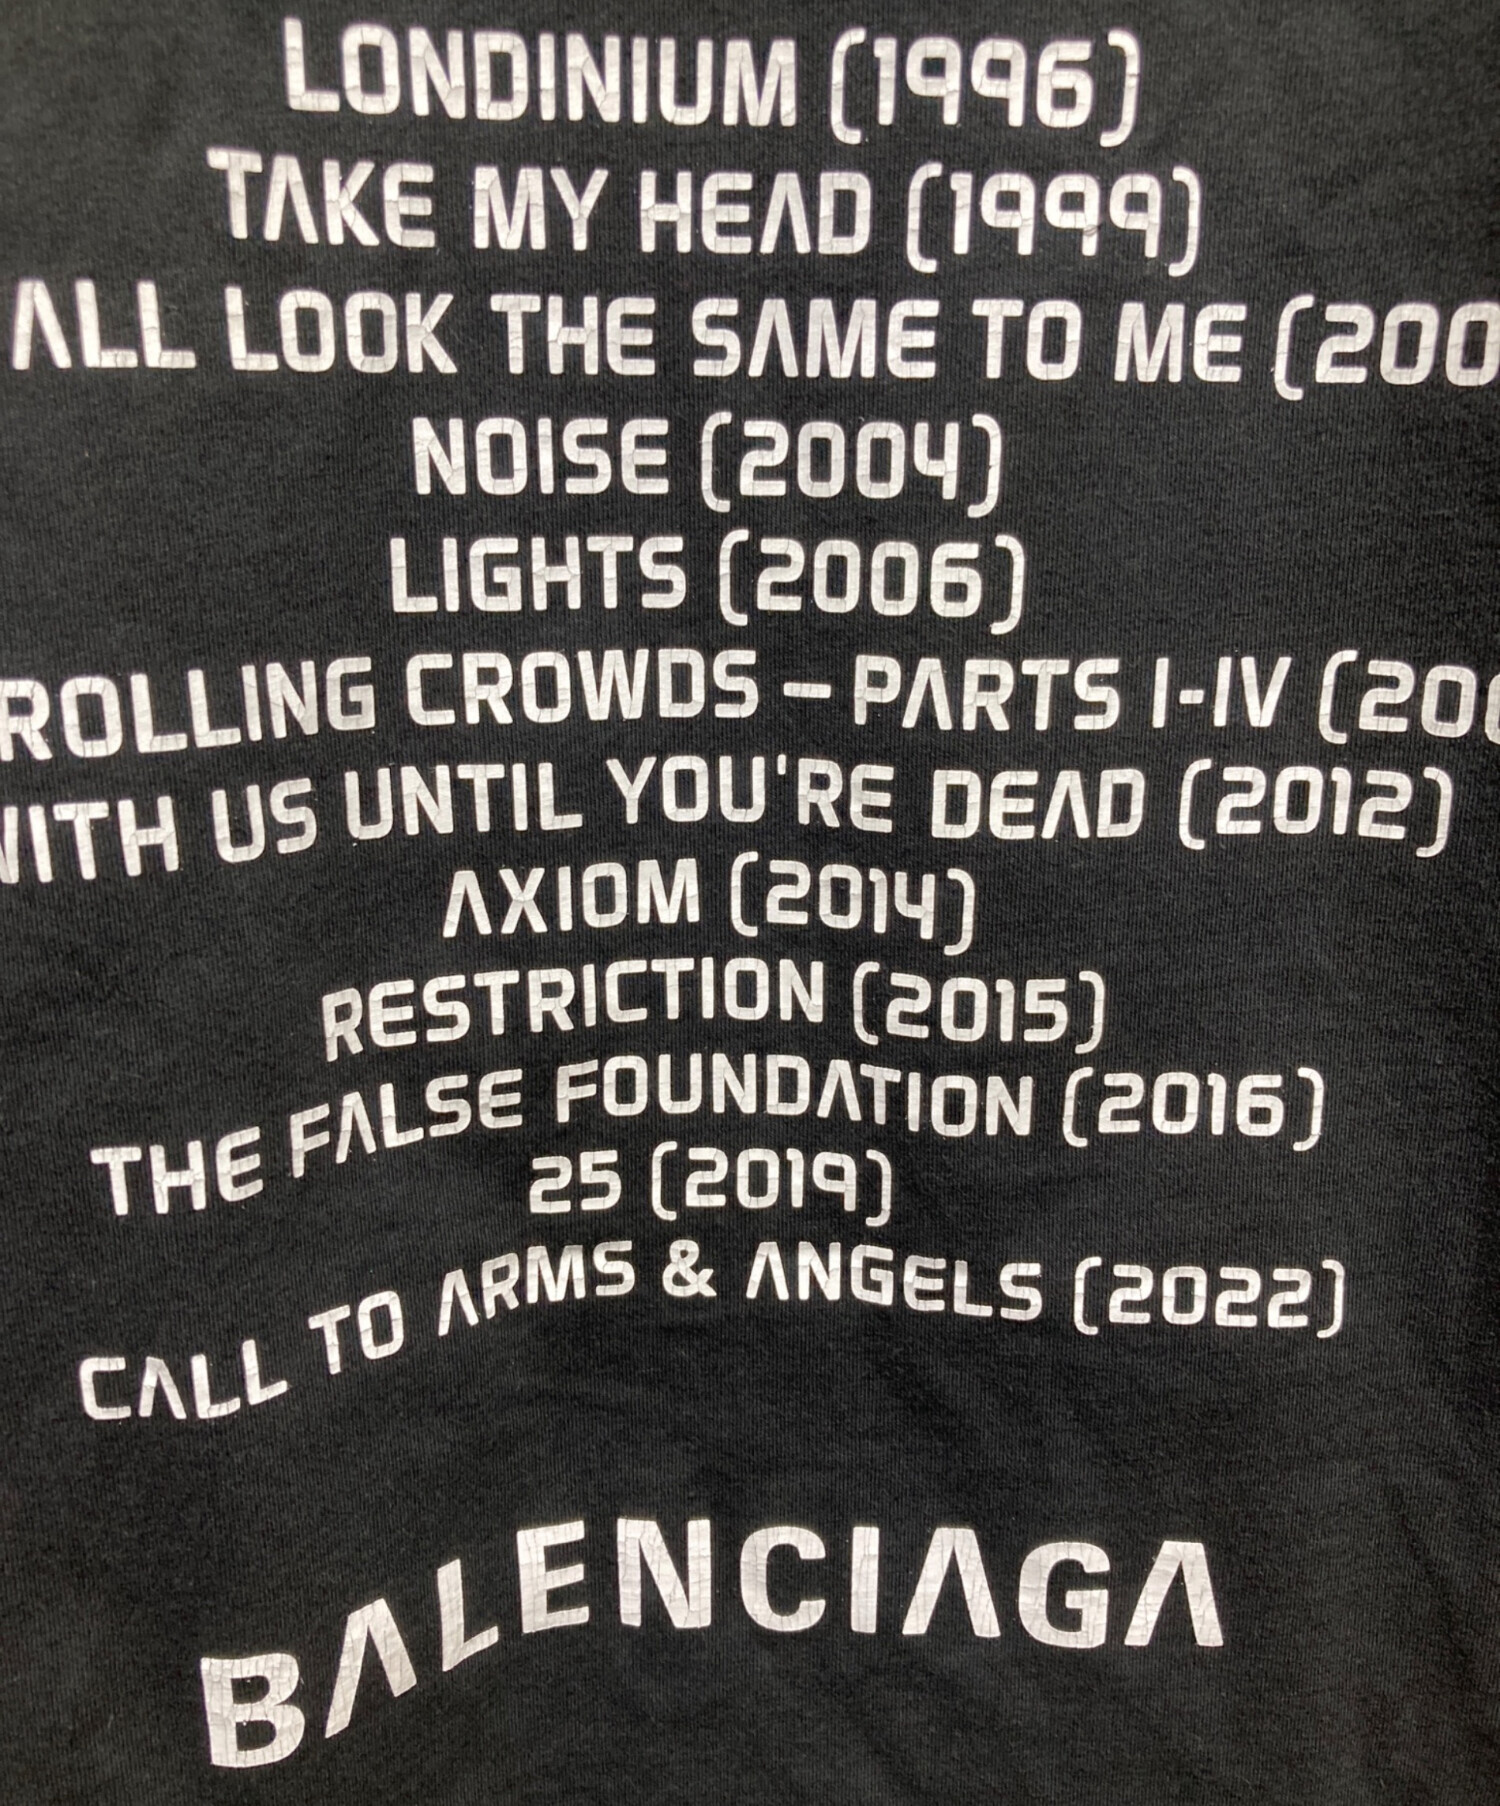 LONDINIUM (1996)
TAKE MY HEAD (1999)
ALL LOOK THE SAME TO ME (200
NOISE (2004)
LIGHTS (2006)
ROLLING CROWDS – PARTS I-IV (200
WITH US UNTIL YOU'RE DEAD (2012)
AXIOM (2014)
RESTRICTION (2015)
THE FALSE FOUNDATION (2016)
25 (2019)
CALL TO ARMS & ANGELS (2022)
BALENCIAGA